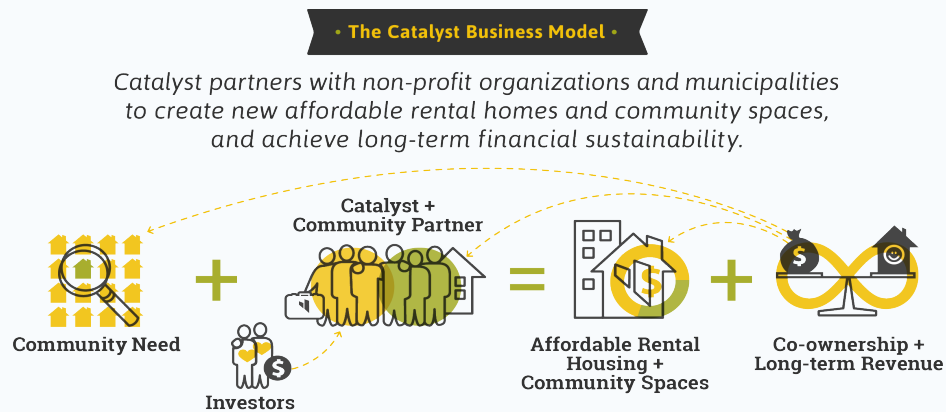 • The Catalyst Business Model •
Catalyst partners with non-profit organizations and municipalities
to create new affordable rental homes and community spaces,
and achieve long-term financial sustainability.
Catalyst +
Community Partner
+
=
$
+
$
Community Need
$
Investors
Affordable Rental
Housing +
Community Spaces
Co-ownership +
Long-term Revenue